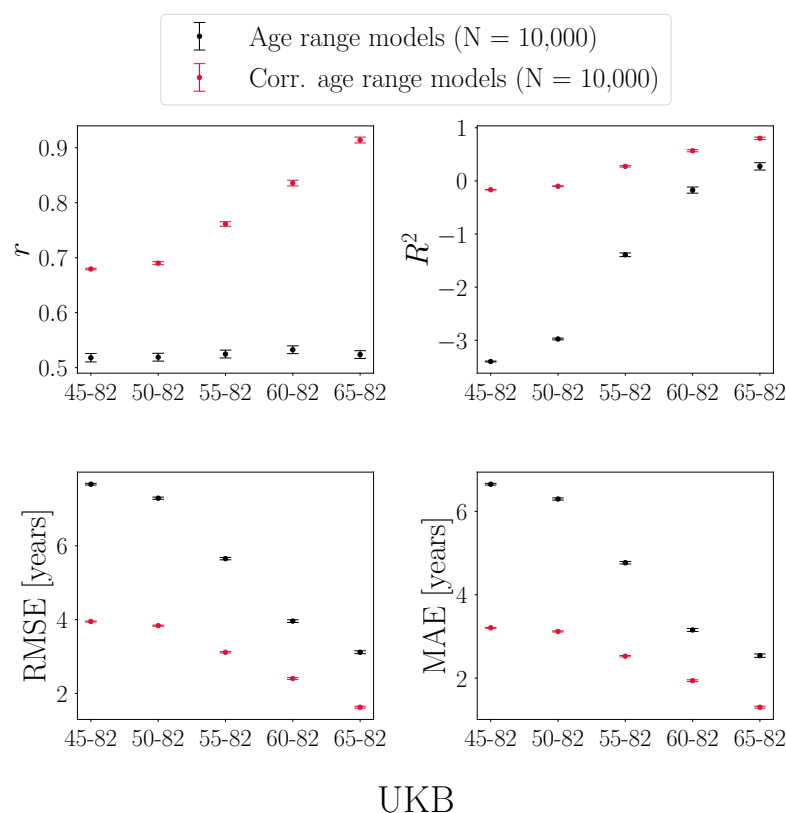 Age range models (N = 10,000)
Corr. age range models (N = 10,000)
r
0.9
0.8
0.7
0.6
0.5
45-82 50-82 55-82 60-82 65-82
R²
1
0
−1
−2
−3
45-82 50-82 55-82 60-82 65-82
RMSE [years]
6
4
2
45-82 50-82 55-82 60-82 65-82
MAE [years]
6
4
2
45-82 50-82 55-82 60-82 65-82
UKB